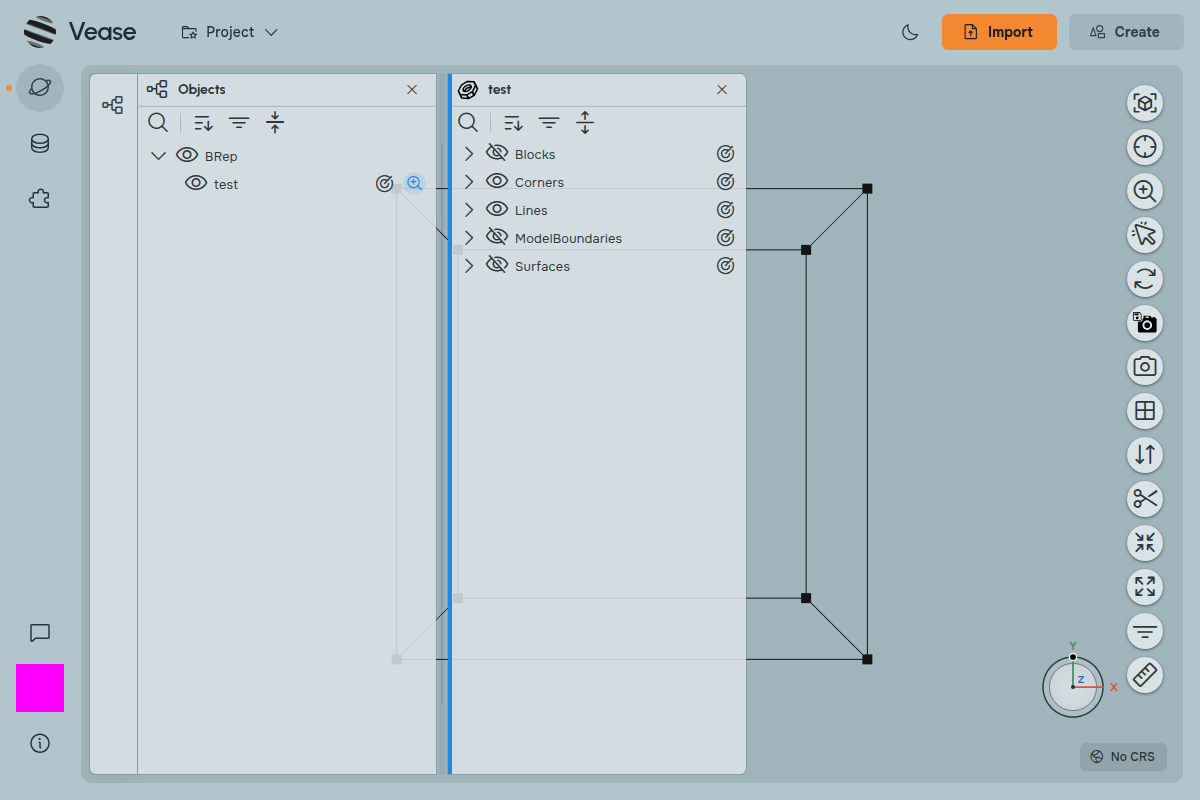 Vease
Project
Import
Create
Objects
BRep
test
test
Blocks
Corners
Lines
ModelBoundaries
Surfaces
Y
Z
X
No CRS